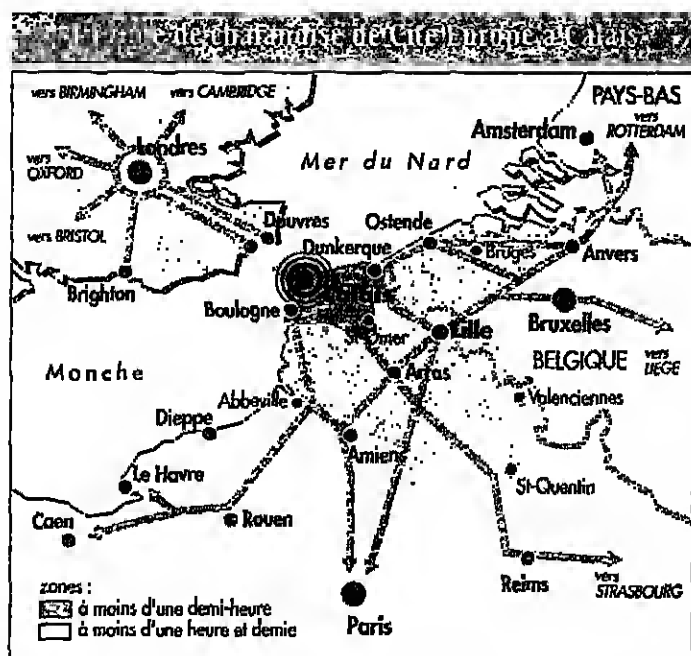 de chalandise de Cité Europe à Calais
vers BIRMINGHAM
vers CAMBRIDGE
PAYS-BAS
vers
ROTTERDAM
Amsterdam
Londres
vers
OXFORD
Mer du Nard
vers BRISTOL
Douvres
Ostende
Dunkerque
Bruges
Anvers
Brighton
Calais
Boulogne
St Omer
Lille
Bruxelles
BELGIQUE
vers
LIEGE
Manche
Arras
Abbeville
Valenciennes
Dieppe
Amiens
Le Havre
St-Quentin
Caen
Rouen
zones :
à moins d'une demi-heure
à moins d'une heure et demie
Paris
Reims
vers
STRASBOURG